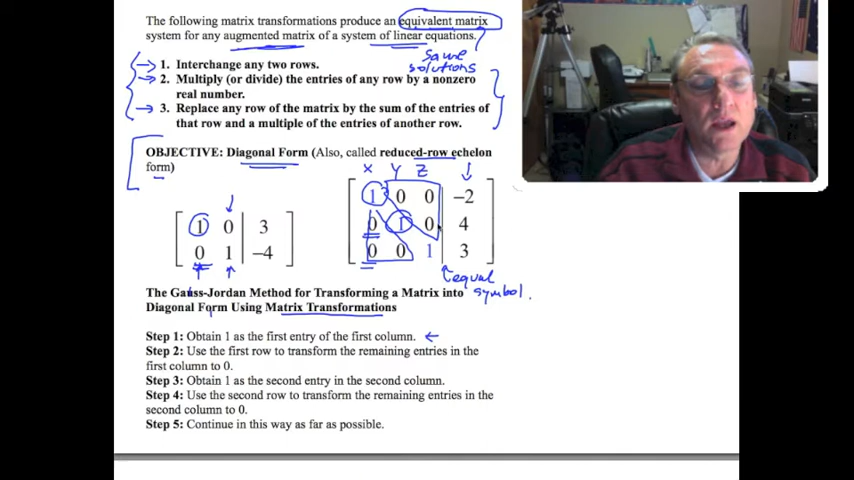 The following matrix transformations produce an equivalent matrix
system for any augmented matrix of a system of linear equations.
same
solutions
1. Interchange any two rows.
2. Multiply (or divide) the entries of any row by a nonzero
real number.
3. Replace any row of the matrix by the sum of the entries of
that row and a multiple of the entries of another row.
OBJECTIVE: Diagonal Form (Also, called reduced-row echelon
form)
X Y Z
1 0 3
0 1 −4
1 0 0 −2
0 1 0 4
0 0 1 3
equal
symbol.
The Gauss-Jordan Method for Transforming a Matrix into
Diagonal Form Using Matrix Transformations
Step 1: Obtain 1 as the first entry of the first column.
Step 2: Use the first row to transform the remaining entries in the
first column to 0.
Step 3: Obtain 1 as the second entry in the second column.
Step 4: Use the second row to transform the remaining entries in the
second column to 0.
Step 5: Continue in this way as far as possible.